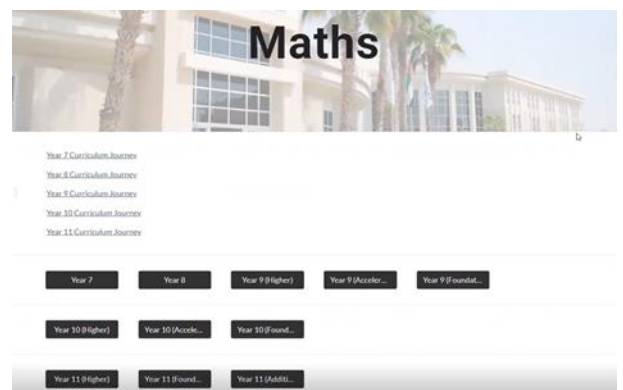 Maths
Year 7 Curriculum Journey
Year 8 Curriculum Journey
Year 9 Curriculum Journey
Year 10 Curriculum Journey
Year 11 Curriculum Journey
Year 7 Year 8 Year 9 (Higher) Year 9 (Acceler... Year 9 (Foundat...
Year 10 (Higher) Year 10 (Accele... Year 10 (Found...
Year 11 (Higher) Year 11 (Found... Year 11 (Additi...